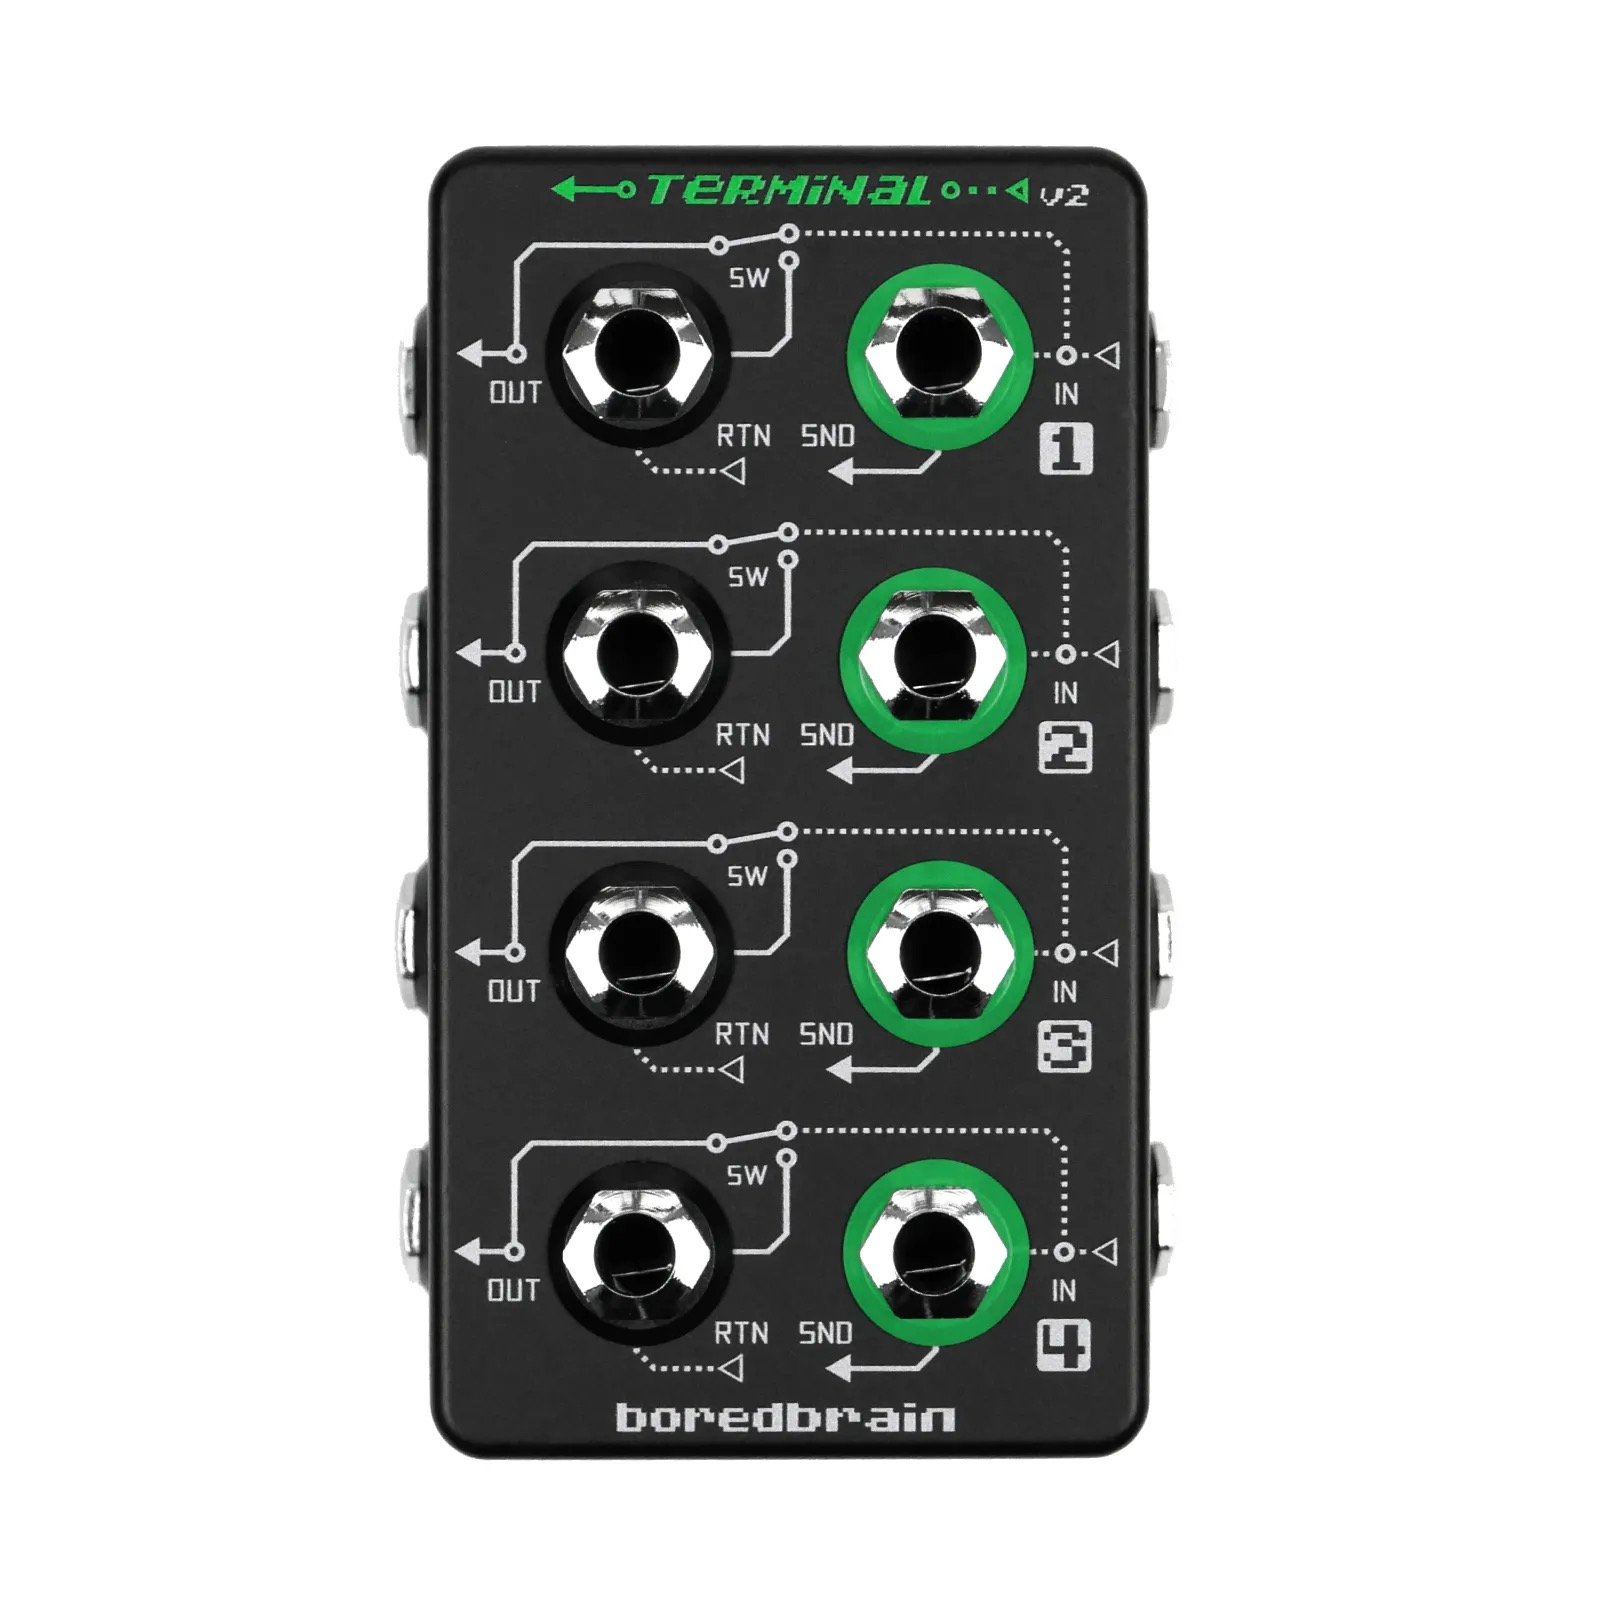 TERMINAL v2
SW
OUT
IN
RTN SND
1
SW
OUT
IN
RTN SND
2
SW
OUT
IN
RTN SND
3
SW
OUT
IN
RTN SND
4
boredbrain